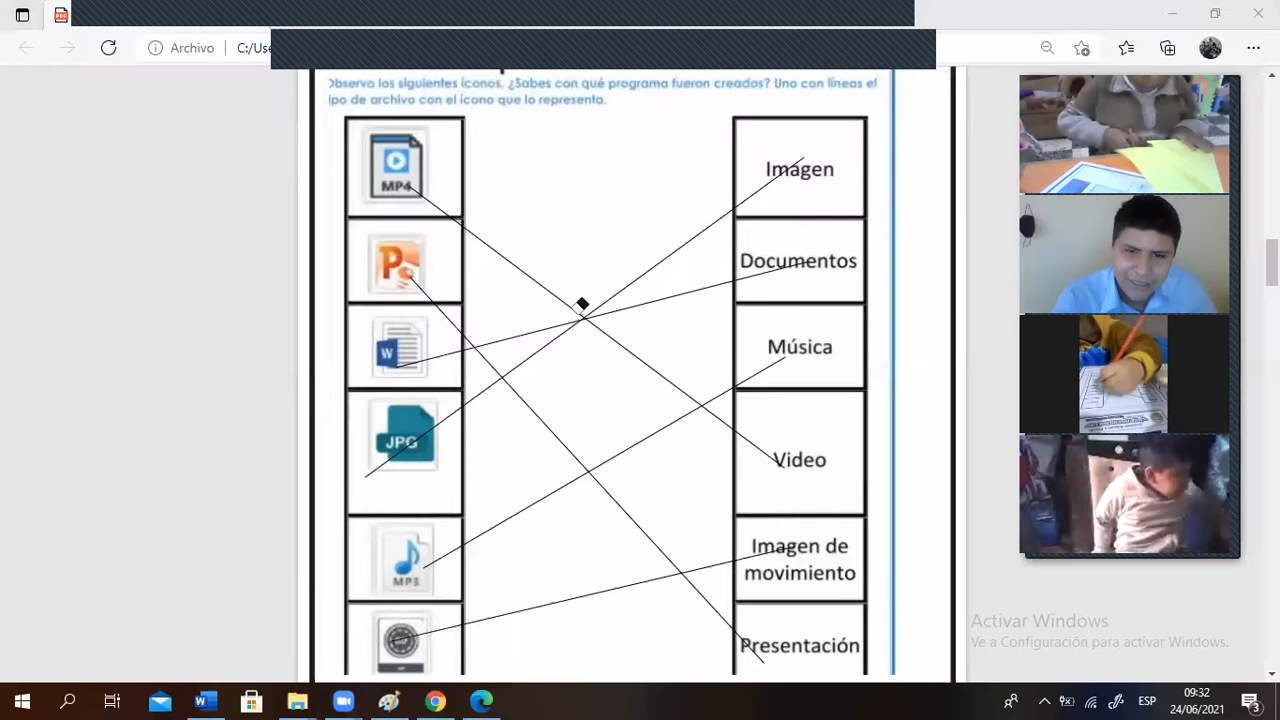 Archivo
C:/Use
Observo los siguientes íconos. ¿Sabes con qué programa fueron creados? Uno con líneas el
ipo de archivo con el ícono que lo representa.
MP4
Imagen
P
Documentos
W
Música
JPG
Video
MP3
Imagen de
movimiento
Presentación
Activar Windows
Ve a Configuración para activar Windows.
ESP
09:32
24/06/2021